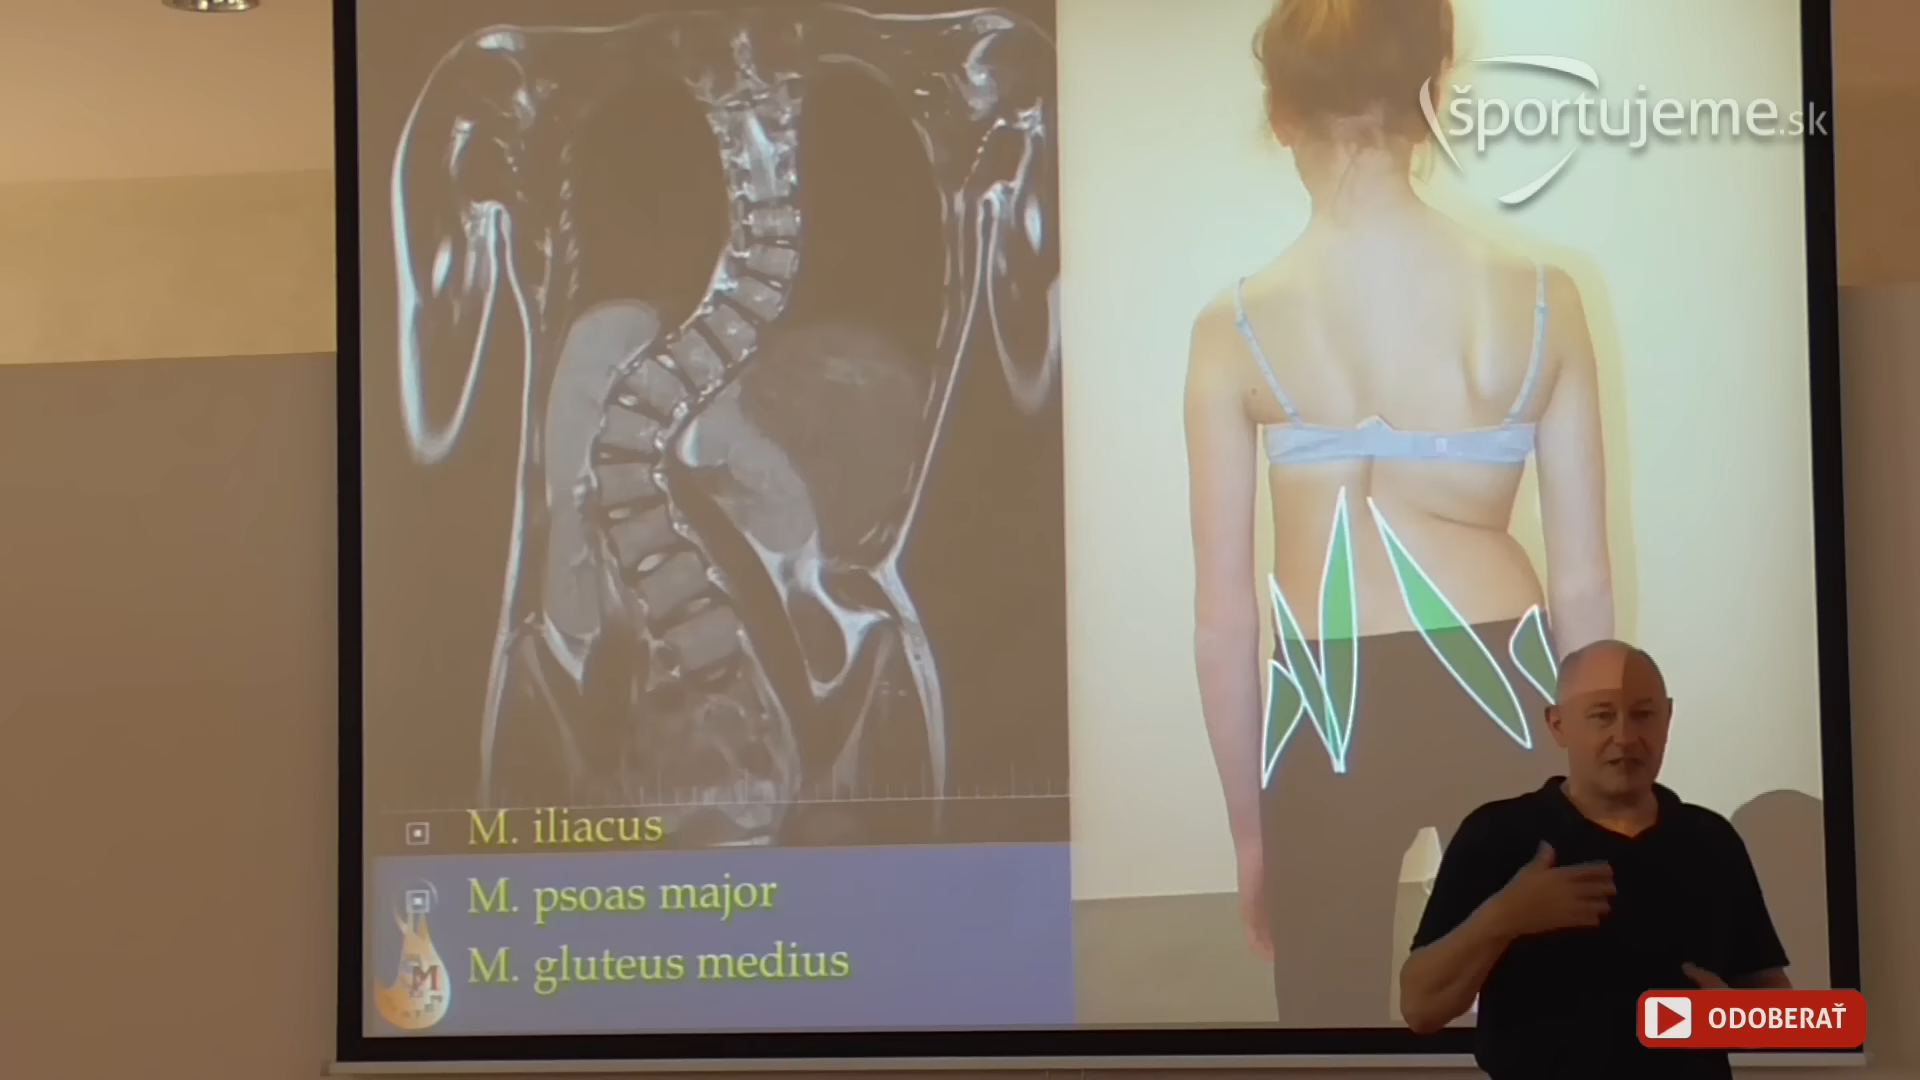 športujeme.sk
M. iliacus
M. psoas major
M. gluteus medius
ODOBERAŤ